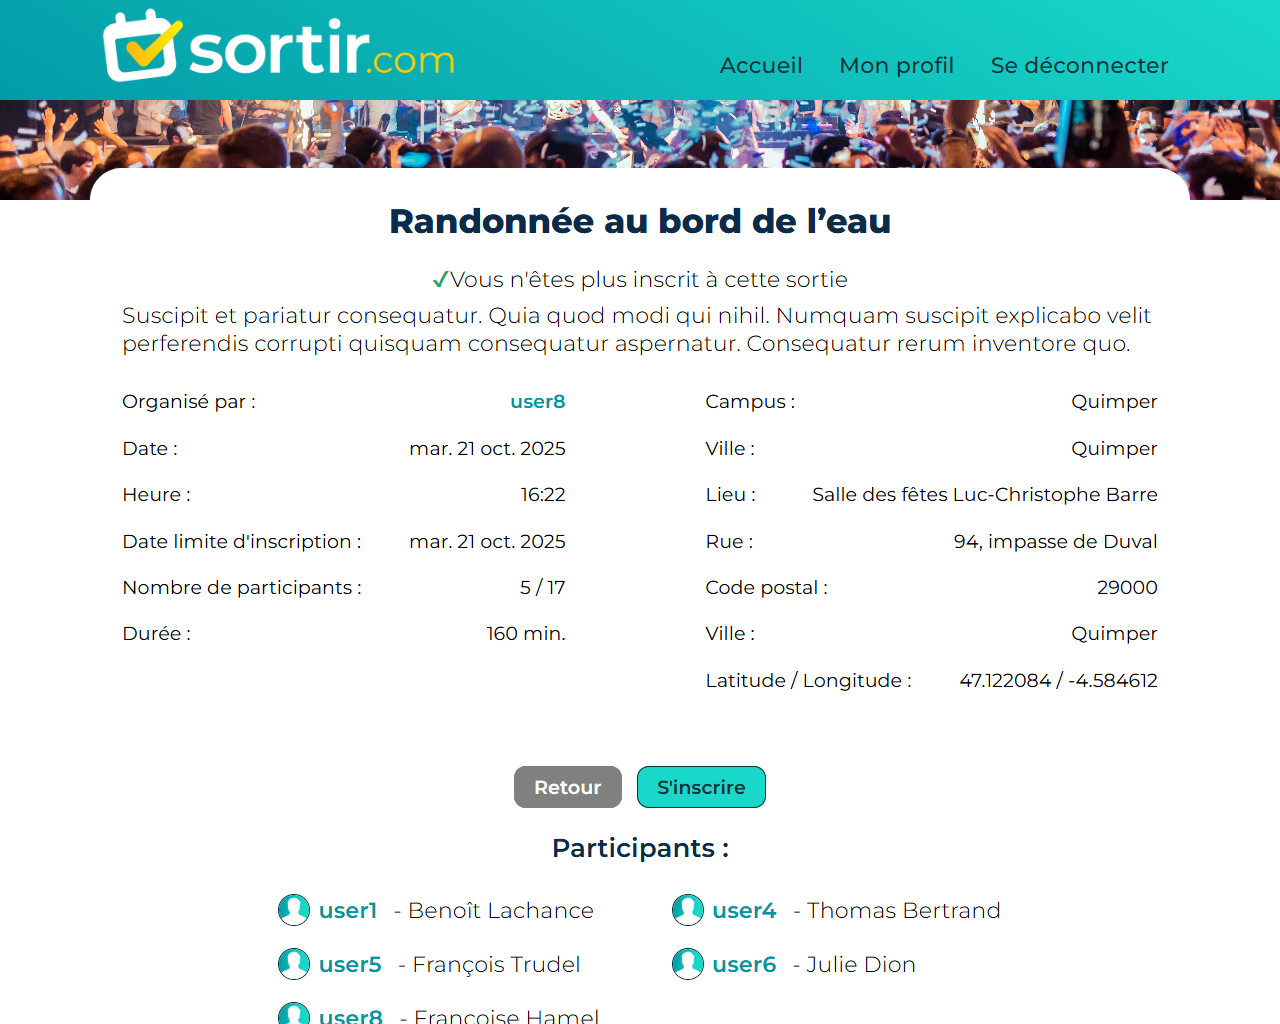 sortir.com
Accueil Mon profil Se déconnecter
Randonnée au bord de l’eau
✓Vous n'êtes plus inscrit à cette sortie
Suscipit et pariatur consequatur. Quia quod modi qui nihil. Numquam suscipit explicabo velit
perferendis corrupti quisquam consequatur aspernatur. Consequatur rerum inventore quo.
Organisé par : user8
Date : mar. 21 oct. 2025
Heure : 16:22
Date limite d'inscription : mar. 21 oct. 2025
Nombre de participants : 5 / 17
Durée : 160 min.
Campus : Quimper
Ville : Quimper
Lieu : Salle des fêtes Luc-Christophe Barre
Rue : 94, impasse de Duval
Code postal : 29000
Ville : Quimper
Latitude / Longitude : 47.122084 / -4.584612
Retour S'inscrire
Participants :
user1 - Benoît Lachance
user4 - Thomas Bertrand
user5 - François Trudel
user6 - Julie Dion
user8 - Françoise Hamel